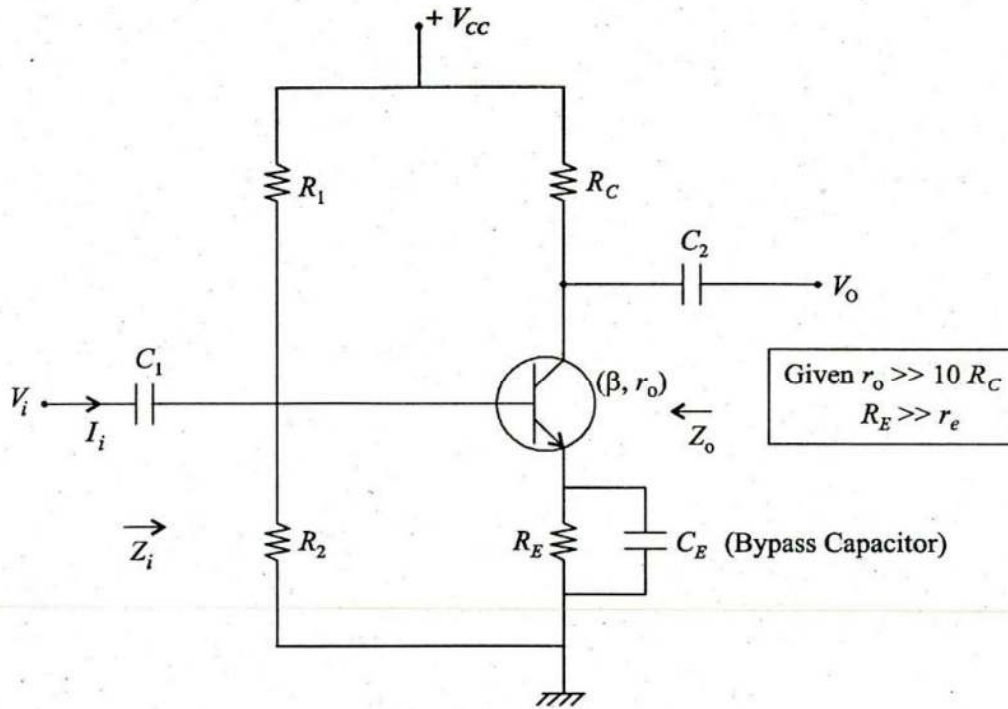 + V_CC
R_1
R_C
C_2
V_O
C_1
(β, r_o)
Given r_o >> 10 R_C
R_E >> r_e
V_i
I_i
Z_o
Z_i
R_2
R_E
C_E (Bypass Capacitor)